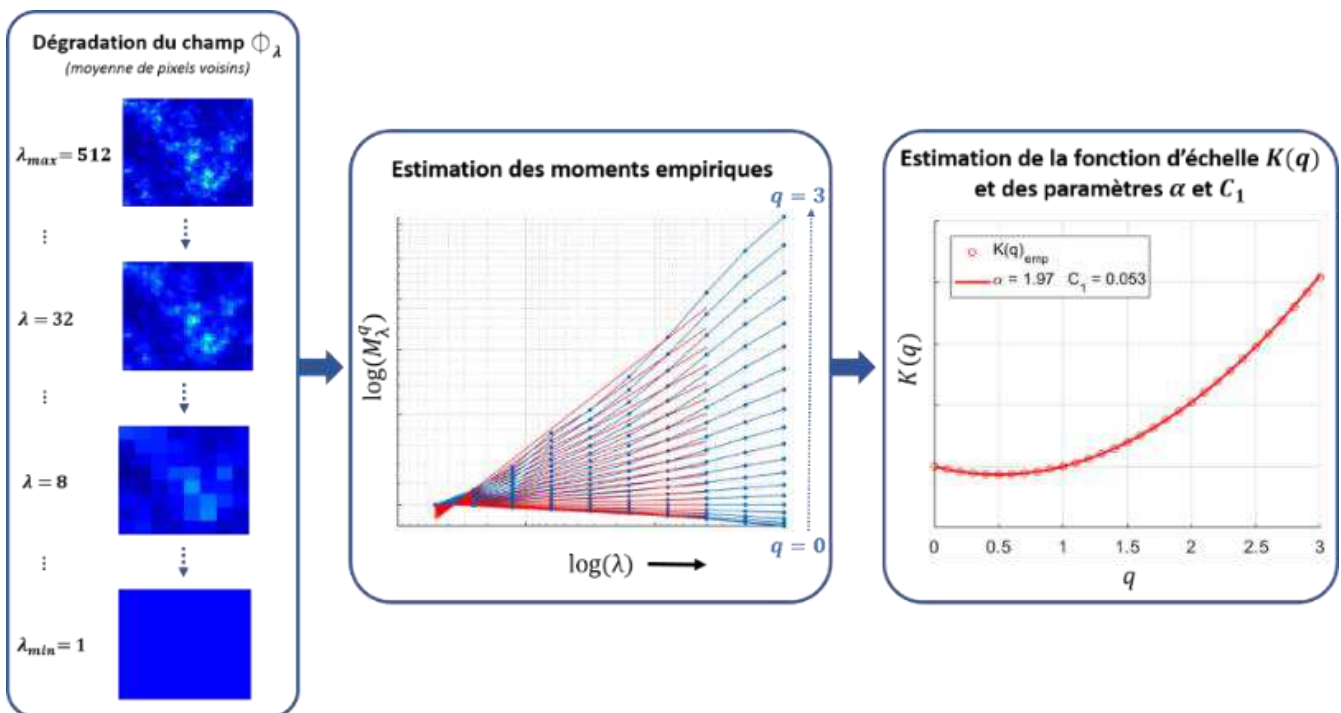 Dégradation du champ Φ_λ
(moyenne de pixels voisins)
λ_max = 512
⋮
λ = 32
⋮
λ = 8
⋮
λ_min = 1
Estimation des moments empiriques
q = 3
log(M_λ^q)
q = 0
log(λ)
Estimation de la fonction d'échelle K(q)
et des paramètres α et C_1
K(q)_emp
α = 1.97 C_1 = 0.053
K(q)
0 0.5 1 1.5 2 2.5 3
q